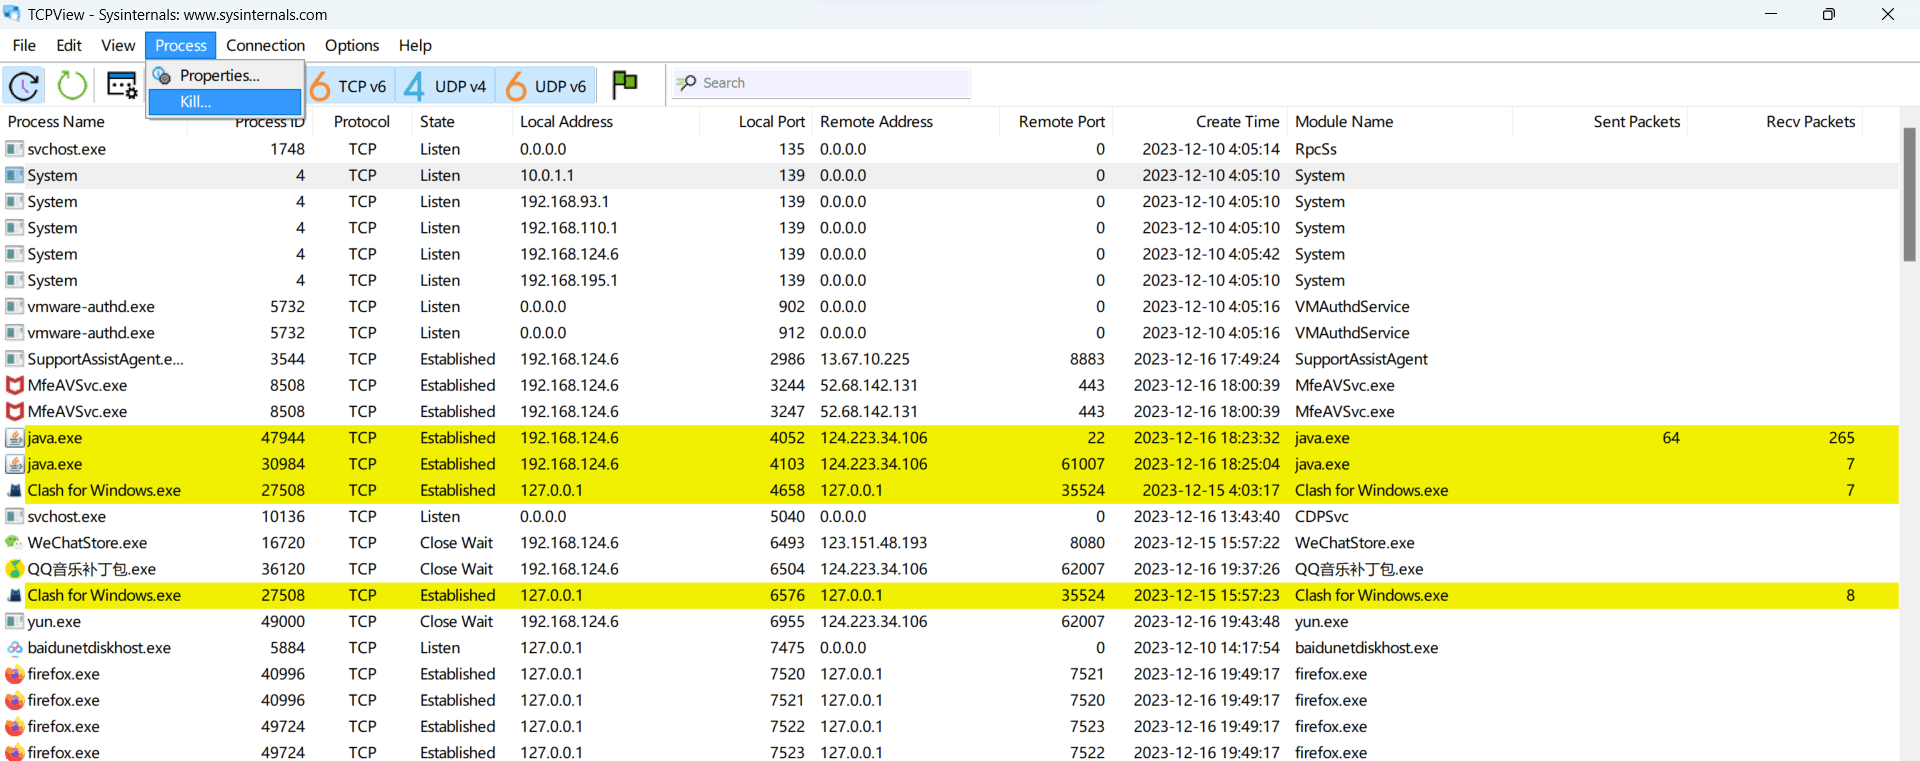 TCPView - Sysinternals: www.sysinternals.com
File Edit View Process Connection Options Help
Properties...
Kill...
6 TCP v6 4 UDP v4 6 UDP v6 Search
Process Name Process ID Protocol State Local Address Local Port Remote Address Remote Port Create Time Module Name Sent Packets Recv Packets
svchost.exe 1748 TCP Listen 0.0.0.0 135 0.0.0.0 0 2023-12-10 4:05:14 RpcSs
System 4 TCP Listen 10.0.1.1 139 0.0.0.0 0 2023-12-10 4:05:10 System
System 4 TCP Listen 192.168.93.1 139 0.0.0.0 0 2023-12-10 4:05:10 System
System 4 TCP Listen 192.168.110.1 139 0.0.0.0 0 2023-12-10 4:05:10 System
System 4 TCP Listen 192.168.124.6 139 0.0.0.0 0 2023-12-10 4:05:42 System
System 4 TCP Listen 192.168.195.1 139 0.0.0.0 0 2023-12-10 4:05:10 System
vmware-authd.exe 5732 TCP Listen 0.0.0.0 902 0.0.0.0 0 2023-12-10 4:05:16 VMAuthdService
vmware-authd.exe 5732 TCP Listen 0.0.0.0 912 0.0.0.0 0 2023-12-10 4:05:16 VMAuthdService
SupportAssistAgent.e... 3544 TCP Established 192.168.124.6 2986 13.67.10.225 8883 2023-12-16 17:49:24 SupportAssistAgent
MfeAVSvc.exe 8508 TCP Established 192.168.124.6 3244 52.68.142.131 443 2023-12-16 18:00:39 MfeAVSvc.exe
MfeAVSvc.exe 8508 TCP Established 192.168.124.6 3247 52.68.142.131 443 2023-12-16 18:00:39 MfeAVSvc.exe
java.exe 47944 TCP Established 192.168.124.6 4052 124.223.34.106 22 2023-12-16 18:23:32 java.exe 64 265
java.exe 30984 TCP Established 192.168.124.6 4103 124.223.34.106 61007 2023-12-16 18:25:04 java.exe 7
Clash for Windows.exe 27508 TCP Established 127.0.0.1 4658 127.0.0.1 35524 2023-12-15 4:03:17 Clash for Windows.exe 7
svchost.exe 10136 TCP Listen 0.0.0.0 5040 0.0.0.0 0 2023-12-16 13:43:40 CDPSvc
WeChatStore.exe 16720 TCP Close Wait 192.168.124.6 6493 123.151.48.193 8080 2023-12-15 15:57:22 WeChatStore.exe
QQ音乐补丁包.exe 36120 TCP Close Wait 192.168.124.6 6504 124.223.34.106 62007 2023-12-16 19:37:26 QQ音乐补丁包.exe
Clash for Windows.exe 27508 TCP Established 127.0.0.1 6576 127.0.0.1 35524 2023-12-15 15:57:23 Clash for Windows.exe 8
yun.exe 49000 TCP Close Wait 192.168.124.6 6955 124.223.34.106 62007 2023-12-16 19:43:48 yun.exe
baidunetdiskhost.exe 5884 TCP Listen 127.0.0.1 7475 0.0.0.0 0 2023-12-10 14:17:54 baidunetdiskhost.exe
firefox.exe 40996 TCP Established 127.0.0.1 7520 127.0.0.1 7521 2023-12-16 19:49:17 firefox.exe
firefox.exe 40996 TCP Established 127.0.0.1 7521 127.0.0.1 7520 2023-12-16 19:49:17 firefox.exe
firefox.exe 49724 TCP Established 127.0.0.1 7522 127.0.0.1 7523 2023-12-16 19:49:17 firefox.exe
firefox.exe 49724 TCP Established 127.0.0.1 7523 127.0.0.1 7522 2023-12-16 19:49:17 firefox.exe